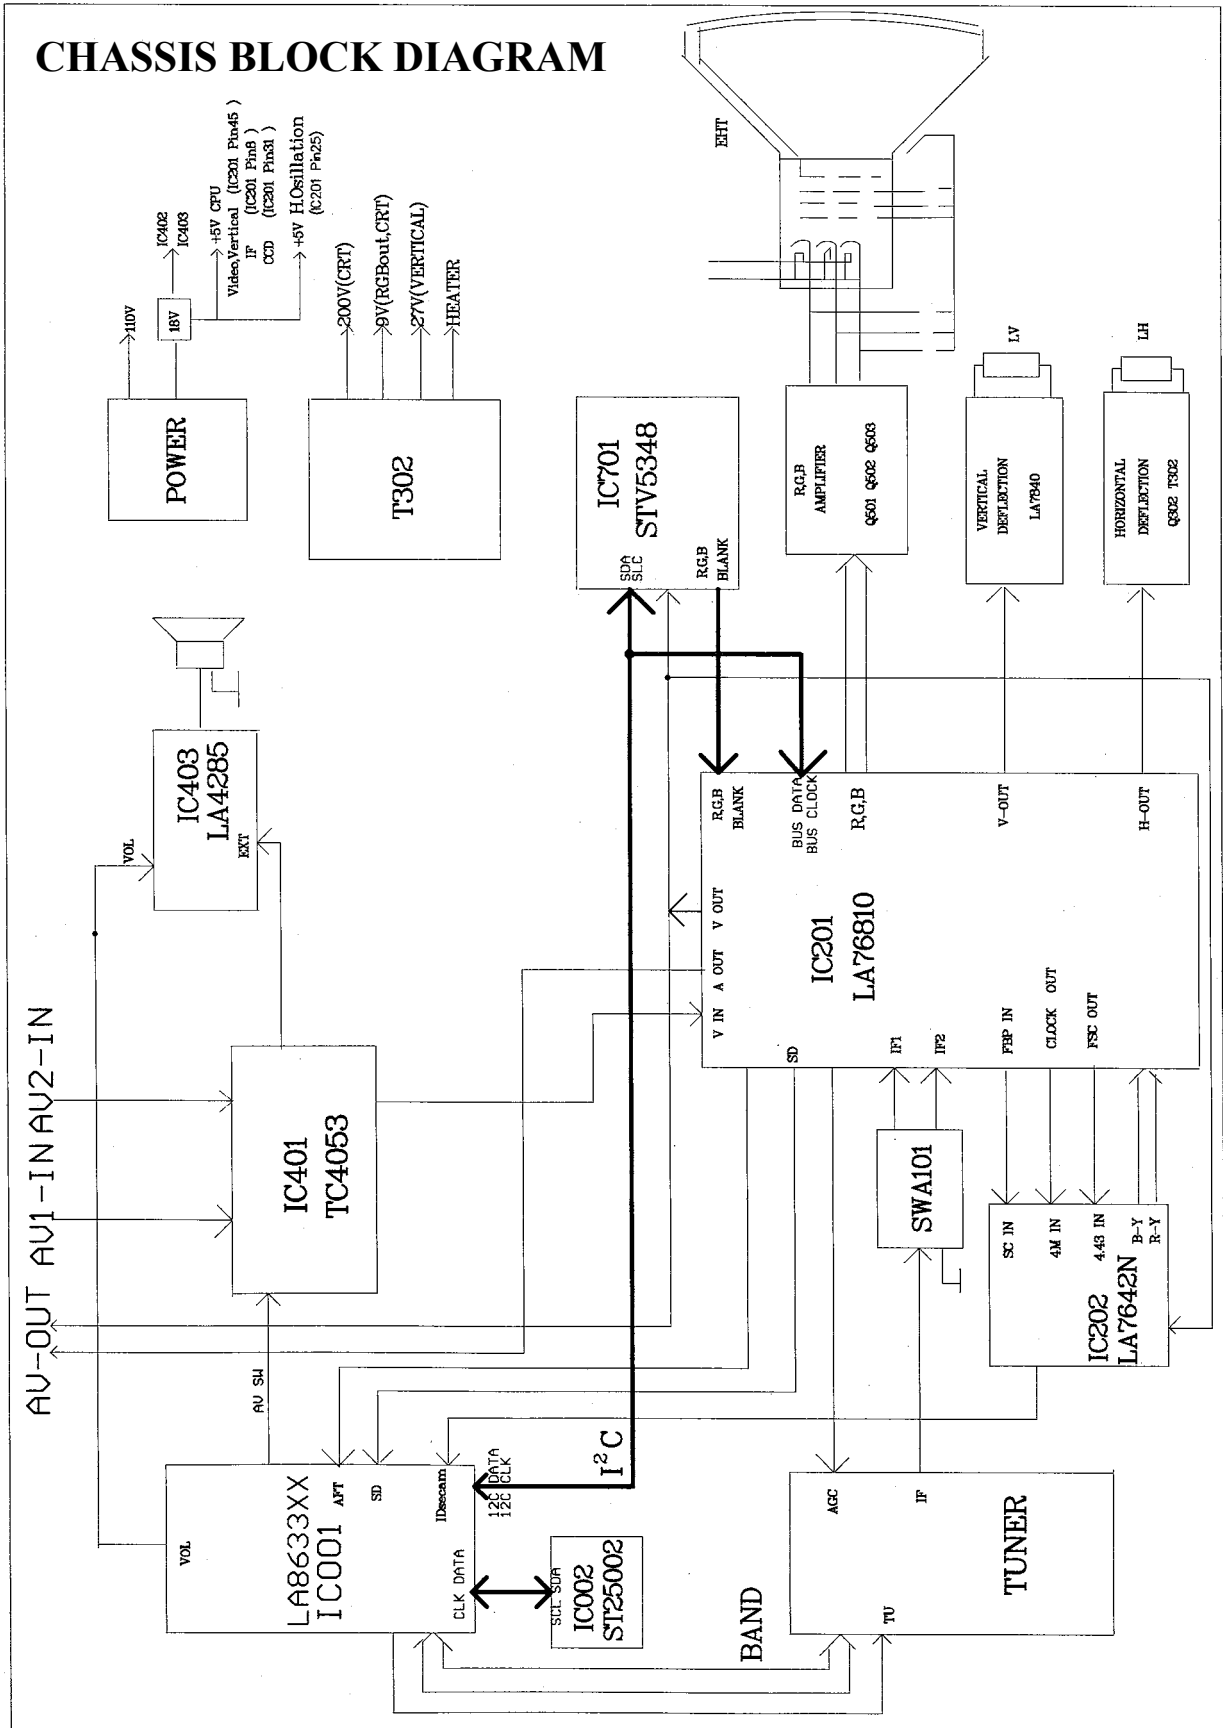 CHASSIS BLOCK DIAGRAM
EHT
110V
18V
IC402
IC403
+5V CPU
Video,Vertical (IC201 Pin45 )
IF (IC201 Pin8 )
CCD (IC201 Pin31 )
+5V H.Osillation
(IC201 Pin25)
POWER
200V(CRT)
9V(RGBout,CRT)
27V(VERTICAL)
HEATER
T302
IC701
STV5348
SDA
SLC
R,G,B
BLANK
R,G,B
AMPLIFIER
Q501 Q502 Q503
LV
VERTICAL
DEFLECTION
LA7840
LH
HORIZONTAL
DEFLECTION
Q302 T302
VOL
IC403
LA4285
EXT
R,G,B
BLANK
BUS DATA
BUS CLOCK
R,G,B
V-OUT
H-OUT
V IN
A OUT
V OUT
IC201
LA76810
SD
IF1
IF2
FBP IN
CLOCK OUT
FSC OUT
AV-OUT
AV1-IN
AV2-IN
IC401
TC4053
AV SW
SWA101
SC IN
4M IN
4.43 IN
B-Y
R-Y
IC202
LA7642N
VOL
LA8633XX
IC001
AFT
SD
IDsecam
CLK DATA
I2C DATA
I2C CLK
I²C
SCL SDA
IC002
ST25002
BAND
AGC
IF
TU
TUNER